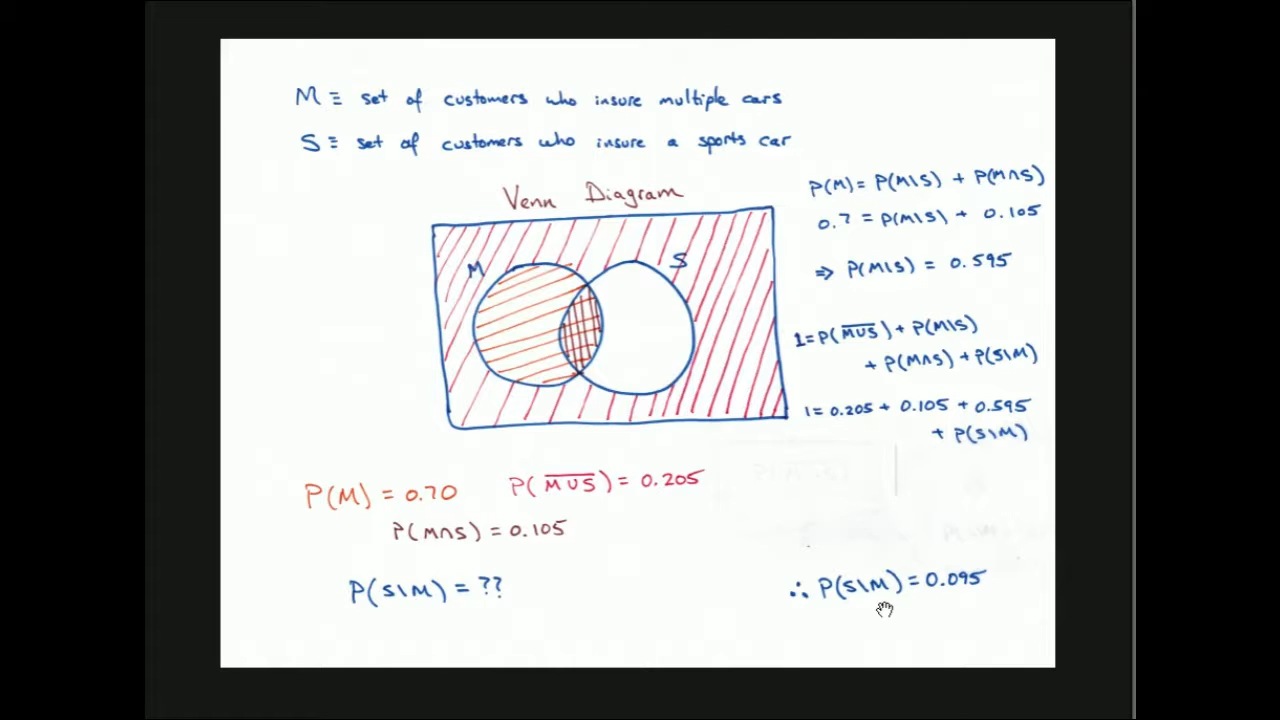 M ≡ set of customers who insure multiple cars
S ≡ set of customers who insure a sports car
Venn Diagram
M
S
P(M) = P(M\S) + P(M∩S)
0.7 = P(M\S) + 0.105
⇒ P(M\S) = 0.595
1 = P(M̅∪̅S̅) + P(M\S)
+ P(M∩S) + P(S\M)
1 = 0.205 + 0.105 + 0.595
+ P(S\M)
P(M) = 0.70
P(M̅∪̅S̅) = 0.205
P(M∩S) = 0.105
P(S\M) = ??
∴ P(S\M) = 0.095